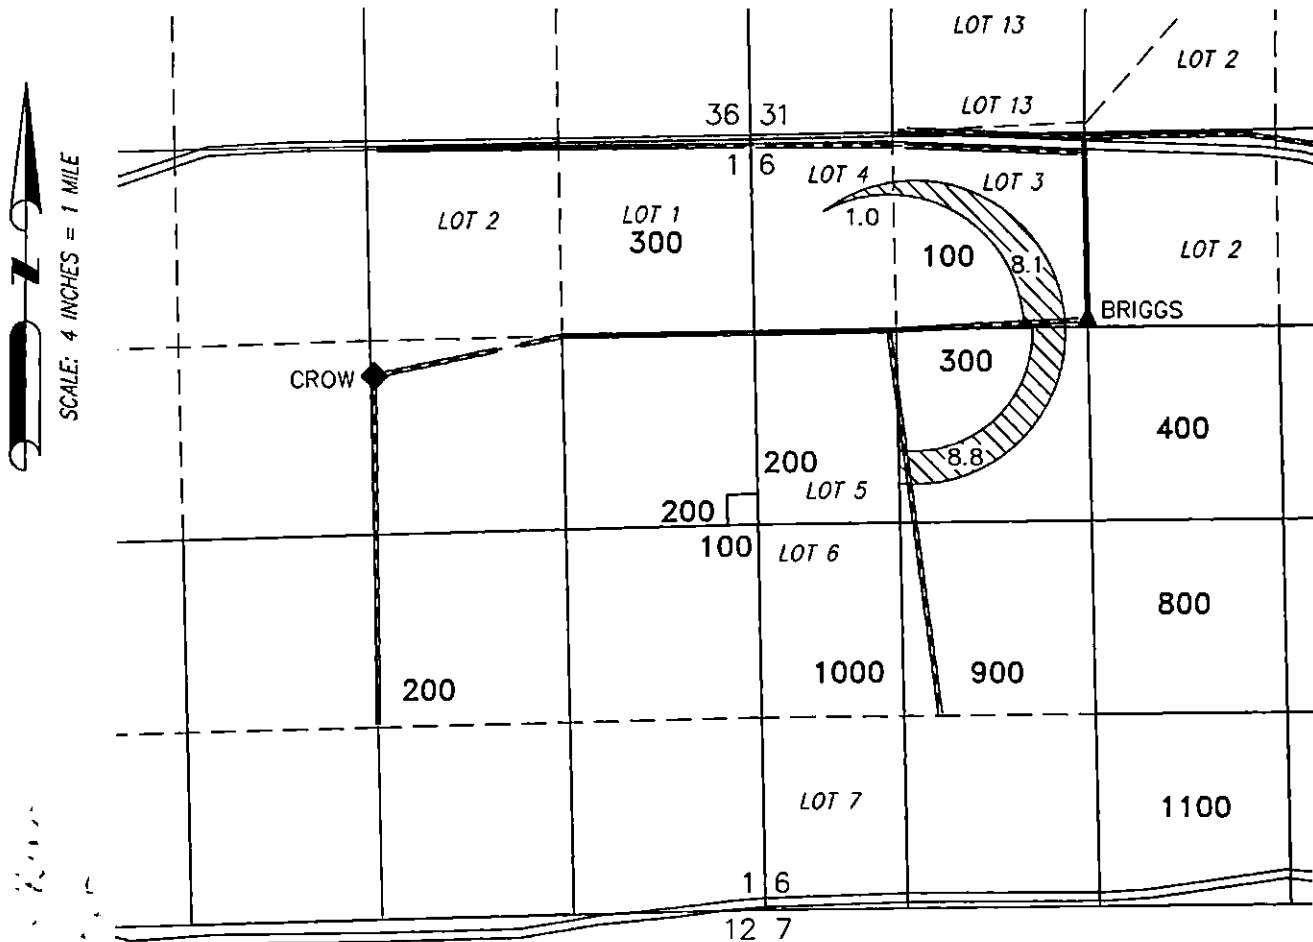 LOT 13
LOT 2
36 31
LOT 13
1 6
LOT 4
LOT 3
LOT 2
LOT 1
300
1.0
100
8.1
LOT 2
BRIGGS
N
SCALE: 4 INCHES = 1 MILE
CROW
300
400
8.8
200
LOT 5
200
100
LOT 6
800
1000
900
200
LOT 7
1100
1 6
12 7